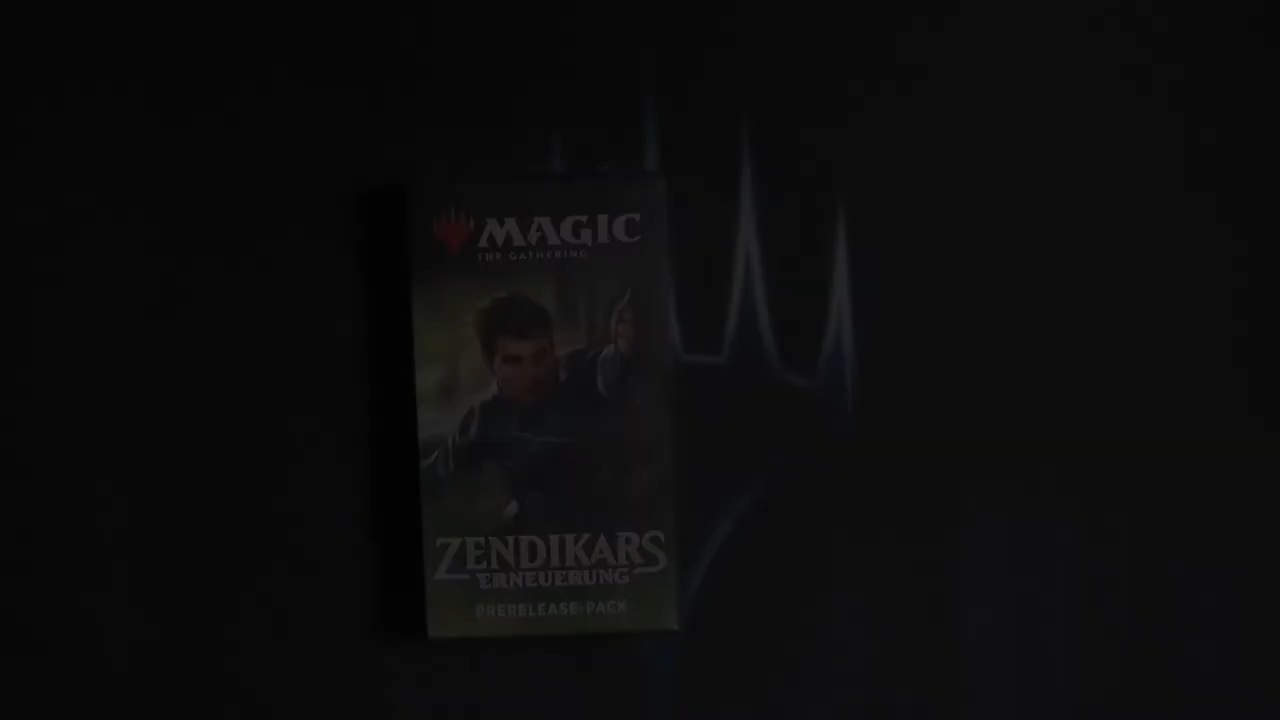 MAGIC
THE GATHERING
ZENDIKARS
ERNEUERUNG
PRERELEASE-PACK